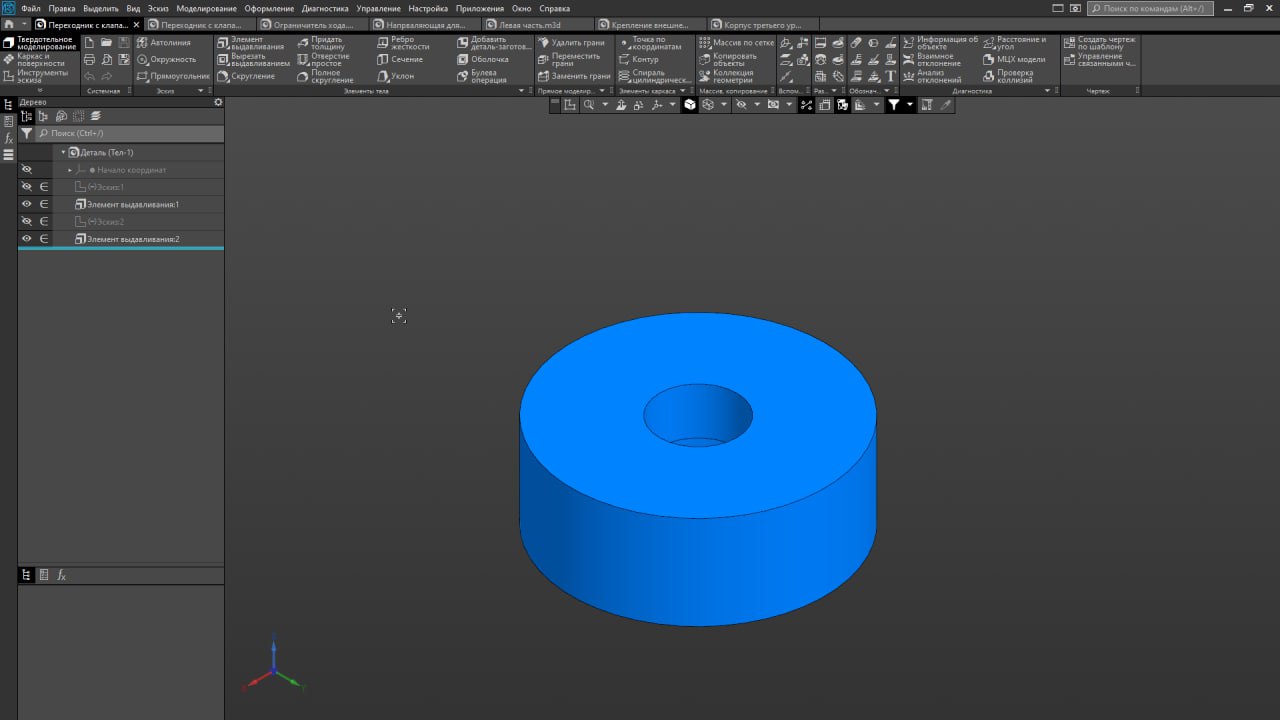 Файл Правка Выделить Вид Эскиз Моделирование Оформление Диагностика Управление Настройка Приложения Окно Справка
Поиск по командам (Alt+/)
Переходник с клапа... Переходник с клапа... Ограничитель хода... Нарваляющая для... Левая часть.m3d Крепление внешне... Корпус третьего ур...
Твердотельное моделирование
Каркас и поверхности
Инструменты эскиза
Системная
Автолиния
Окружность
Прямоугольник
Эскиз
Элемент выдавливания
Вырезать выдавливанием
Скругление
Придать толщину
Отверстие простое
Полное скругление
Ребро жесткости
Сечение
Уклон
Добавить деталь-заготов...
Оболочка
Булева операция
Элементы тела
Удалить грани
Переместить грани
Заменить грани
Прямое моделир...
Точка по координатам
Контур
Спираль цилиндрическ...
Элементы каркаса
Массив по сетке
Копировать объекты
Коллекция геометрии
Массив, копирование
Вспом...
Раз...
Обознач...
Информация об объекте
Взаимное отклонение
Анализ отклонений
Расстояние и угол
МЦХ модели
Проверка коллизий
Диагностика
Создать чертеж по шаблону
Управление связанными ч...
Чертеж
Дерево
Поиск (Ctrl+/)
Деталь (Тел-1)
Начало координат
(-)Эскиз:1
Элемент выдавливания:1
(-)Эскиз:2
Элемент выдавливания:2